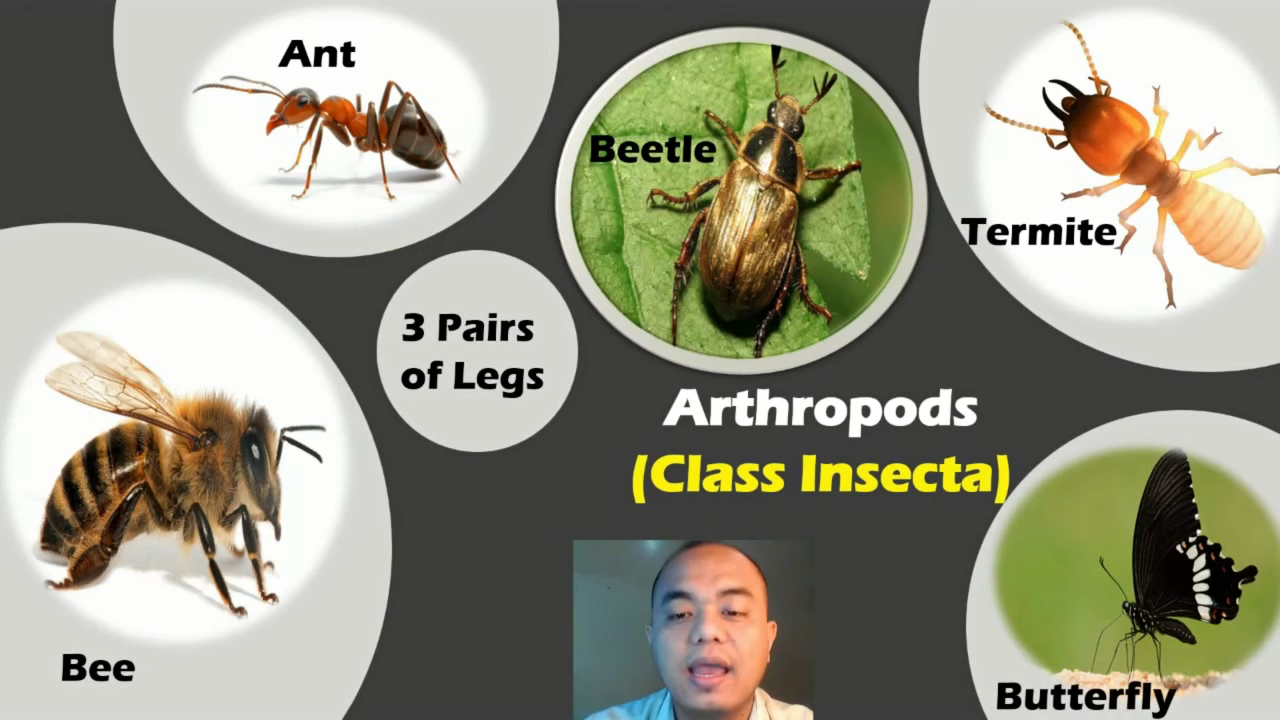 Ant
Beetle
Termite
3 Pairs
of Legs
Arthropods
(Class Insecta)
Bee
Butterfly